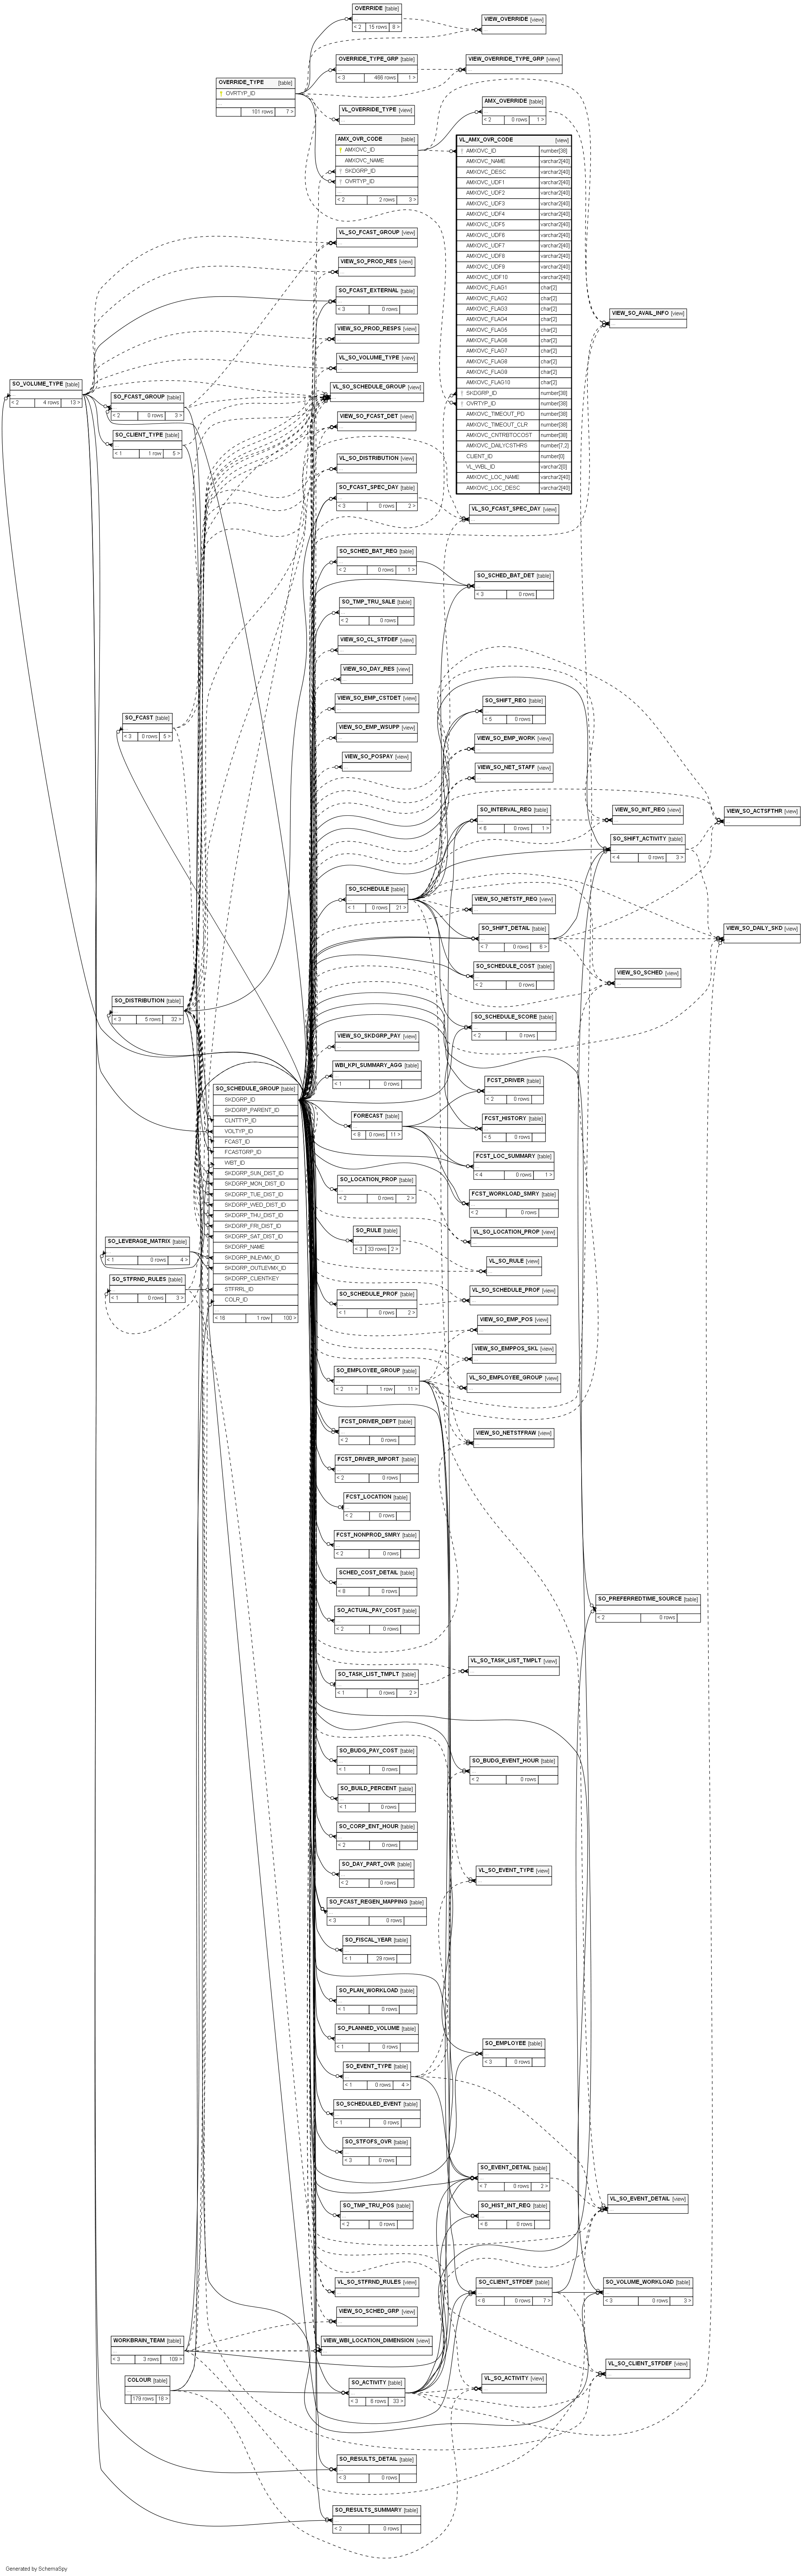 OVERRIDE [table]
...
< 2 15 rows 8 >
VIEW_OVERRIDE [view]
...
OVERRIDE_TYPE_GRP [table]
...
< 3 466 rows 1 >
VIEW_OVERRIDE_TYPE_GRP [view]
...
OVERRIDE_TYPE [table]
OVRTYP_ID
...
101 rows 7 >
VL_OVERRIDE_TYPE [view]
...
AMX_OVERRIDE [table]
...
< 2 0 rows 1 >
AMX_OVR_CODE [table]
AMXOVC_ID
AMXOVC_NAME
SKDGRP_ID
OVRTYP_ID
...
< 2 2 rows 3 >
VL_AMX_OVR_CODE [view]
AMXOVC_ID number[38]
AMXOVC_NAME varchar2[40]
AMXOVC_DESC varchar2[40]
AMXOVC_UDF1 varchar2[40]
AMXOVC_UDF2 varchar2[40]
AMXOVC_UDF3 varchar2[40]
AMXOVC_UDF4 varchar2[40]
AMXOVC_UDF5 varchar2[40]
AMXOVC_UDF6 varchar2[40]
AMXOVC_UDF7 varchar2[40]
AMXOVC_UDF8 varchar2[40]
AMXOVC_UDF9 varchar2[40]
AMXOVC_UDF10 varchar2[40]
AMXOVC_FLAG1 char[2]
AMXOVC_FLAG2 char[2]
AMXOVC_FLAG3 char[2]
AMXOVC_FLAG4 char[2]
AMXOVC_FLAG5 char[2]
AMXOVC_FLAG6 char[2]
AMXOVC_FLAG7 char[2]
AMXOVC_FLAG8 char[2]
AMXOVC_FLAG9 char[2]
AMXOVC_FLAG10 char[2]
SKDGRP_ID number[38]
OVRTYP_ID number[38]
AMXOVC_TIMEOUT_PD number[38]
AMXOVC_TIMEOUT_CLR number[38]
AMXOVC_CNTRBTOCOST number[38]
AMXOVC_DAILYCSTHRS number[7,2]
CLIENT_ID number[0]
VL_WBL_ID varchar2[0]
AMXOVC_LOC_NAME varchar2[40]
AMXOVC_LOC_DESC varchar2[40]
VL_SO_FCAST_GROUP [view]
...
VIEW_SO_PROD_RES [view]
...
SO_FCAST_EXTERNAL [table]
...
< 3 0 rows
VIEW_SO_AVAIL_INFO [view]
...
VIEW_SO_PROD_RESPS [view]
...
VL_SO_VOLUME_TYPE [view]
...
SO_VOLUME_TYPE [table]
...
< 2 4 rows 13 >
VL_SO_SCHEDULE_GROUP [view]
...
SO_FCAST_GROUP [table]
...
< 2 0 rows 3 >
VIEW_SO_FCAST_DET [view]
...
SO_CLIENT_TYPE [table]
...
< 1 1 row 5 >
VL_SO_DISTRIBUTION [view]
...
SO_FCAST_SPEC_DAY [table]
...
< 3 0 rows 2 >
VL_SO_FCAST_SPEC_DAY [view]
...
SO_SCHED_BAT_REQ [table]
...
< 2 0 rows 1 >
SO_SCHED_BAT_DET [table]
...
< 3 0 rows
SO_TMP_TRU_SALE [table]
...
< 2 0 rows
VIEW_SO_CL_STFDEF [view]
...
VIEW_SO_DAY_RES [view]
...
VIEW_SO_EMP_CSTDET [view]
...
SO_SHIFT_REQ [table]
...
< 5 0 rows
SO_FCAST [table]
...
< 3 0 rows 5 >
VIEW_SO_EMP_WSUPP [view]
...
VIEW_SO_EMP_WORK [view]
...
VIEW_SO_POSPAY [view]
...
VIEW_SO_NET_STAFF [view]
...
SO_INTERVAL_REQ [table]
...
< 6 0 rows 1 >
VIEW_SO_INT_REQ [view]
...
VIEW_SO_ACTSFTHR [view]
...
SO_SHIFT_ACTIVITY [table]
...
< 4 0 rows 3 >
SO_SCHEDULE [table]
...
< 1 0 rows 21 >
VIEW_SO_NETSTF_REQ [view]
...
SO_SHIFT_DETAIL [table]
...
< 7 0 rows 8 >
VIEW_SO_DAILY_SKD [view]
...
SO_SCHEDULE_COST [table]
...
< 2 0 rows
VIEW_SO_SCHED [view]
...
SO_DISTRIBUTION [table]
...
< 3 5 rows 32 >
SO_SCHEDULE_SCORE [table]
...
< 2 0 rows
VIEW_SO_SKDGRP_PAY [view]
...
WBI_KPI_SUMMARY_AGG [table]
...
< 1 0 rows
FCST_DRIVER [table]
...
< 2 0 rows
SO_SCHEDULE_GROUP [table]
SKDGRP_ID
SKDGRP_PARENT_ID
CLNTTYP_ID
VOLTYP_ID
FCAST_ID
FCASTGRP_ID
WBT_ID
SKDGRP_SUN_DIST_ID
SKDGRP_MON_DIST_ID
SKDGRP_TUE_DIST_ID
SKDGRP_WED_DIST_ID
SKDGRP_THU_DIST_ID
SKDGRP_FRI_DIST_ID
SKDGRP_SAT_DIST_ID
SKDGRP_NAME
SKDGRP_INLEVMX_ID
SKDGRP_OUTLEVMX_ID
SKDGRP_CLIENTKEY
STFRRL_ID
COLR_ID
...
< 16 1 row 100 >
FORECAST [table]
...
< 6 0 rows 11 >
FCST_HISTORY [table]
...
< 5 0 rows
FCST_LOC_SUMMARY [table]
...
< 4 0 rows 1 >
SO_LOCATION_PROP [table]
...
< 2 0 rows 2 >
FCST_WORKLOAD_SMRY [table]
...
< 2 0 rows
SO_RULE [table]
...
< 3 33 rows 2 >
VL_SO_LOCATION_PROP [view]
...
SO_LEVERAGE_MATRIX [table]
...
< 1 0 rows 4 >
VL_SO_RULE [view]
...
SO_STFRND_RULES [table]
...
< 1 0 rows 3 >
SO_SCHEDULE_PROF [table]
...
< 1 0 rows 2 >
VL_SO_SCHEDULE_PROF [view]
...
VIEW_SO_EMP_POS [view]
...
VIEW_SO_EMPPOS_SKL [view]
...
SO_EMPLOYEE_GROUP [table]
...
< 2 1 row 11 >
VL_SO_EMPLOYEE_GROUP [view]
...
FCST_DRIVER_DEPT [table]
...
< 2 0 rows
VIEW_SO_NETSTFRAW [view]
...
FCST_DRIVER_IMPORT [table]
...
< 2 0 rows
FCST_LOCATION [table]
...
< 2 0 rows
FCST_NONPROD_SMRY [table]
...
< 2 0 rows
SCHED_COST_DETAIL [table]
...
< 8 0 rows
SO_PREFERREDTIME_SOURCE [table]
...
< 2 0 rows
SO_ACTUAL_PAY_COST [table]
...
< 2 0 rows
VL_SO_TASK_LIST_TMPLT [view]
...
SO_TASK_LIST_TMPLT [table]
...
< 1 0 rows 2 >
SO_BUDG_PAY_COST [table]
...
< 1 0 rows
SO_BUDG_EVENT_HOUR [table]
...
< 2 0 rows
SO_BUILD_PERCENT [table]
...
< 1 0 rows
SO_CORP_ENT_HOUR [table]
...
< 2 0 rows
SO_DAY_PART_OVR [table]
...
< 2 0 rows
VL_SO_EVENT_TYPE [view]
...
SO_FCAST_REGEN_MAPPING [table]
...
< 3 0 rows
SO_FISCAL_YEAR [table]
...
< 1 29 rows
SO_PLAN_WORKLOAD [table]
...
< 1 0 rows
SO_PLANNED_VOLUME [table]
...
< 1 0 rows
SO_EMPLOYEE [table]
...
< 3 0 rows
SO_EVENT_TYPE [table]
...
< 1 0 rows 4 >
SO_SCHEDULED_EVENT [table]
...
< 1 0 rows
SO_STFOFS_OVR [table]
...
< 3 0 rows
SO_EVENT_DETAIL [table]
...
< 7 0 rows 2 >
VL_SO_EVENT_DETAIL [view]
...
SO_TMP_TRU_POS [table]
...
< 2 0 rows
SO_HIST_INT_REQ [table]
...
< 6 0 rows
VL_SO_STFRND_RULES [view]
...
SO_CLIENT_STFDEF [table]
...
< 8 0 rows 7 >
SO_VOLUME_WORKLOAD [table]
...
< 3 0 rows 3 >
VIEW_SO_SCHED_GRP [view]
...
WORKBRAIN_TEAM [table]
...
< 3 3 rows 109 >
VIEW_WBI_LOCATION_DIMENSION [view]
...
VL_SO_CLIENT_STFDEF [view]
...
COLOUR [table]
...
179 rows 18 >
SO_ACTIVITY [table]
...
< 3 6 rows 33 >
VL_SO_ACTIVITY [view]
...
SO_RESULTS_DETAIL [table]
...
< 3 0 rows
SO_RESULTS_SUMMARY [table]
...
< 2 0 rows
Generated by SchemaSpy